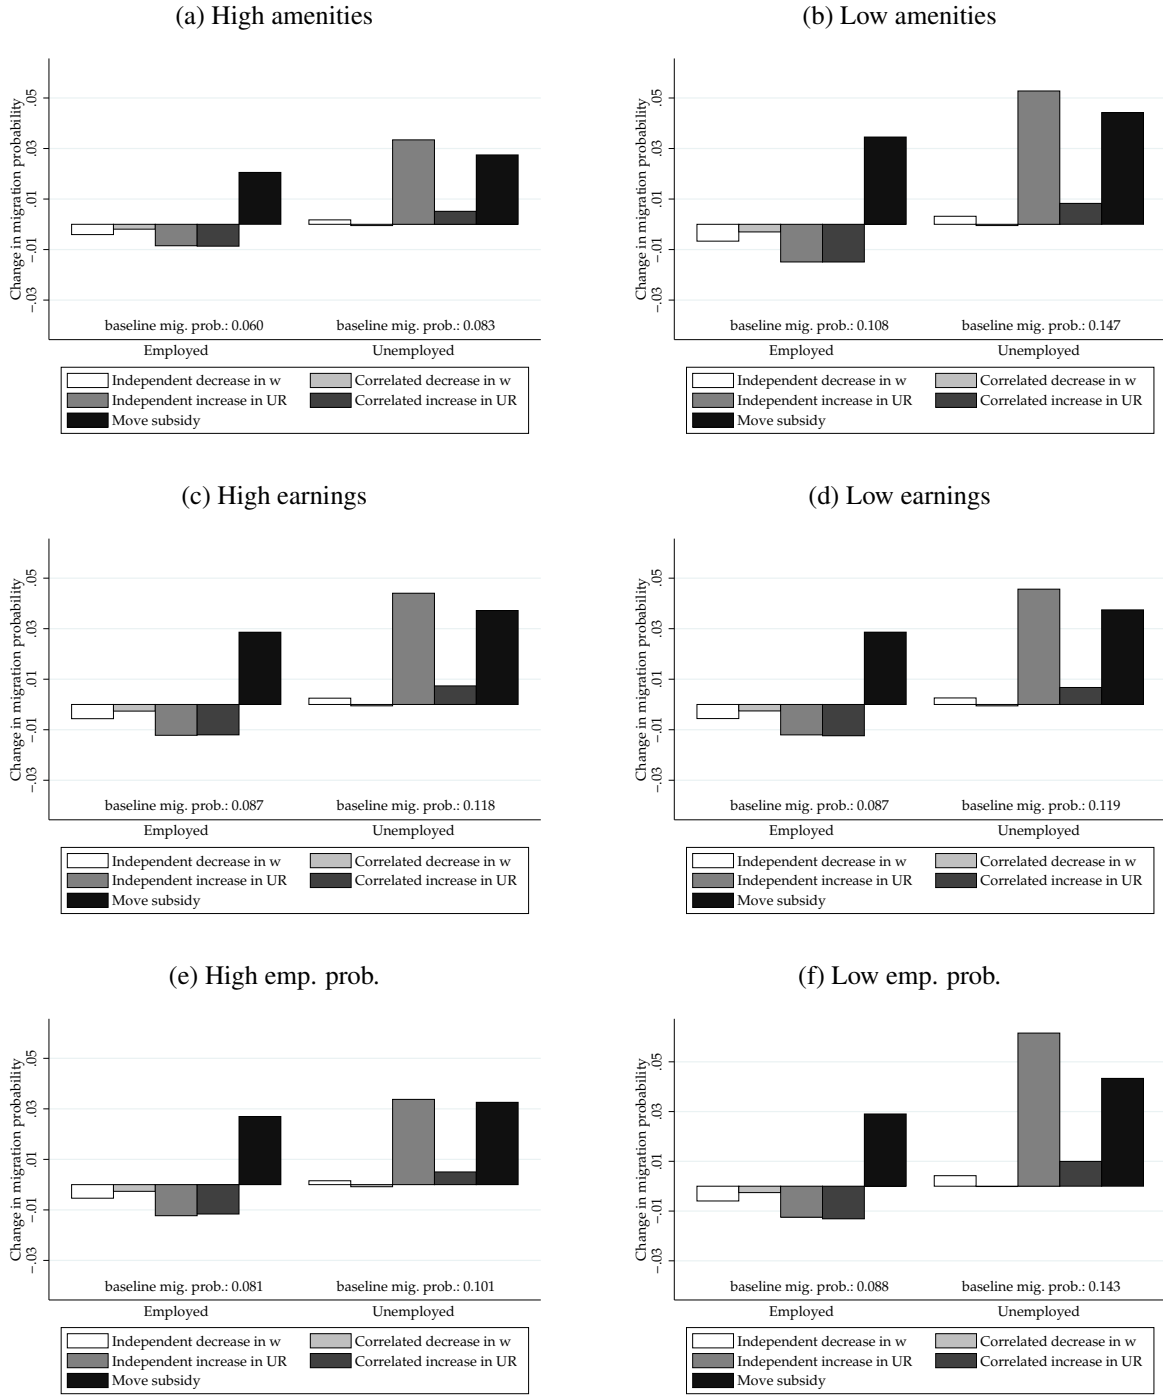 (a) High amenities
Change in migration probability
.05
.03
.01
-.01
-.03
baseline mig. prob.: 0.060
baseline mig. prob.: 0.083
Employed
Unemployed
Independent decrease in w
Correlated decrease in w
Independent increase in UR
Correlated increase in UR
Move subsidy
(b) Low amenities
Change in migration probability
.05
.03
.01
-.01
-.03
baseline mig. prob.: 0.108
baseline mig. prob.: 0.147
Employed
Unemployed
Independent decrease in w
Correlated decrease in w
Independent increase in UR
Correlated increase in UR
Move subsidy
(c) High earnings
Change in migration probability
.05
.03
.01
-.01
-.03
baseline mig. prob.: 0.087
baseline mig. prob.: 0.118
Employed
Unemployed
Independent decrease in w
Correlated decrease in w
Independent increase in UR
Correlated increase in UR
Move subsidy
(d) Low earnings
Change in migration probability
.05
.03
.01
-.01
-.03
baseline mig. prob.: 0.087
baseline mig. prob.: 0.119
Employed
Unemployed
Independent decrease in w
Correlated decrease in w
Independent increase in UR
Correlated increase in UR
Move subsidy
(e) High emp. prob.
Change in migration probability
.05
.03
.01
-.01
-.03
baseline mig. prob.: 0.081
baseline mig. prob.: 0.101
Employed
Unemployed
Independent decrease in w
Correlated decrease in w
Independent increase in UR
Correlated increase in UR
Move subsidy
(f) Low emp. prob.
Change in migration probability
.05
.03
.01
-.01
-.03
baseline mig. prob.: 0.088
baseline mig. prob.: 0.143
Employed
Unemployed
Independent decrease in w
Correlated decrease in w
Independent increase in UR
Correlated increase in UR
Move subsidy